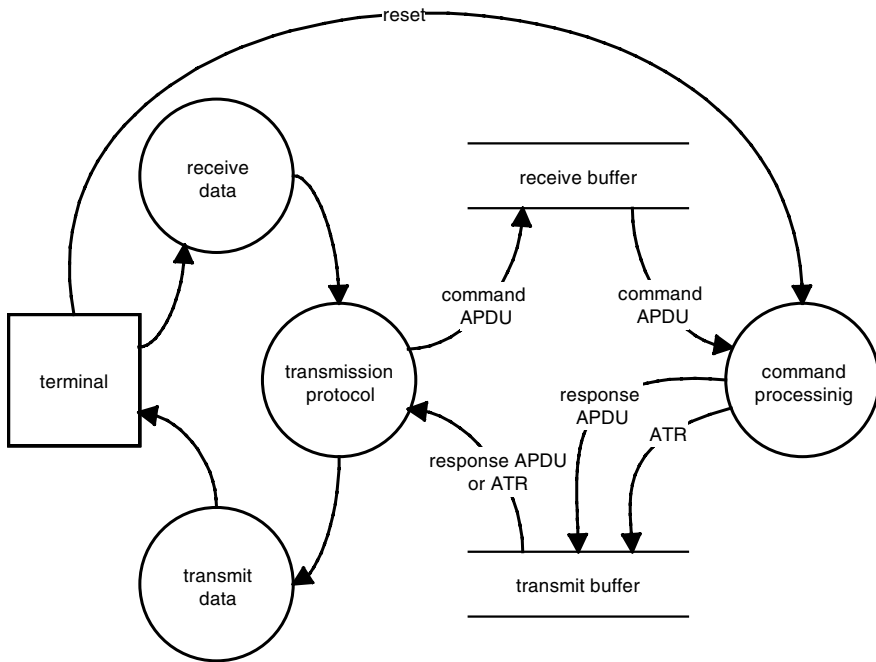 reset
receive
data
receive buffer
command
APDU
command
APDU
terminal
transmission
protocol
command
processinig
response
APDU
ATR
response APDU
or ATR
transmit
data
transmit buffer